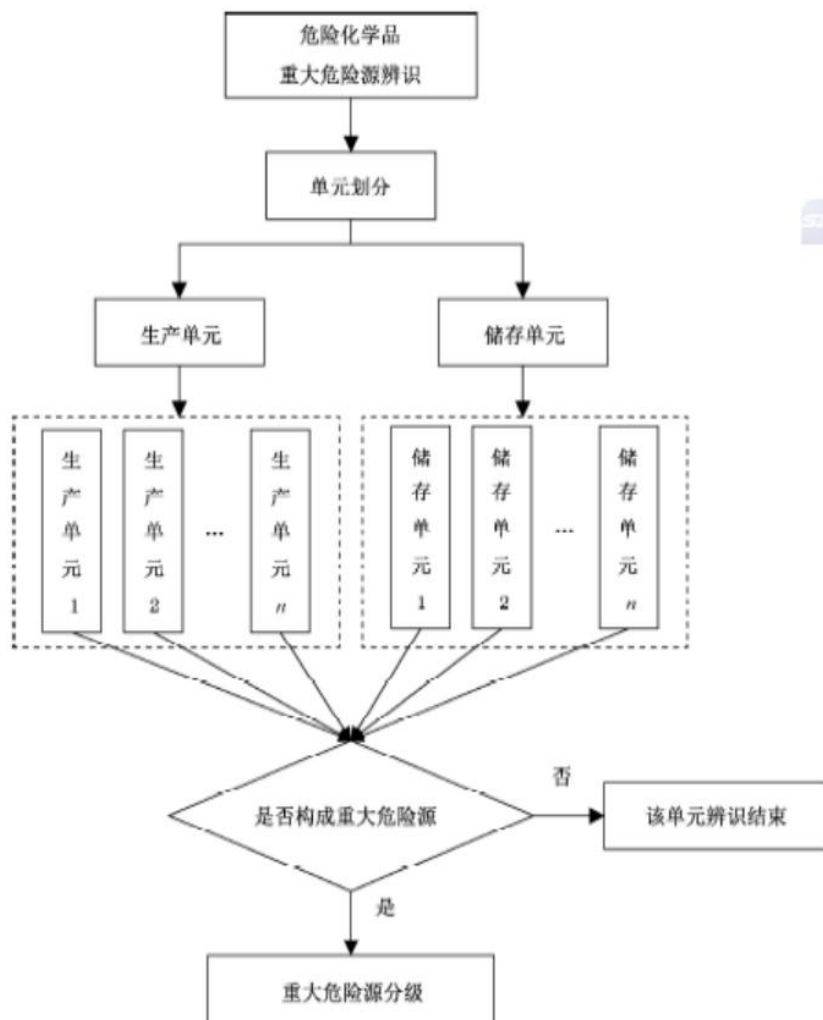 危险化学品
重大危险源辨识
单元划分
生产单元
储存单元
生产单元1
生产单元2
...
生产单元n
储存单元1
储存单元2
...
储存单元n
是否构成重大危险源
否
该单元辨识结束
是
重大危险源分级